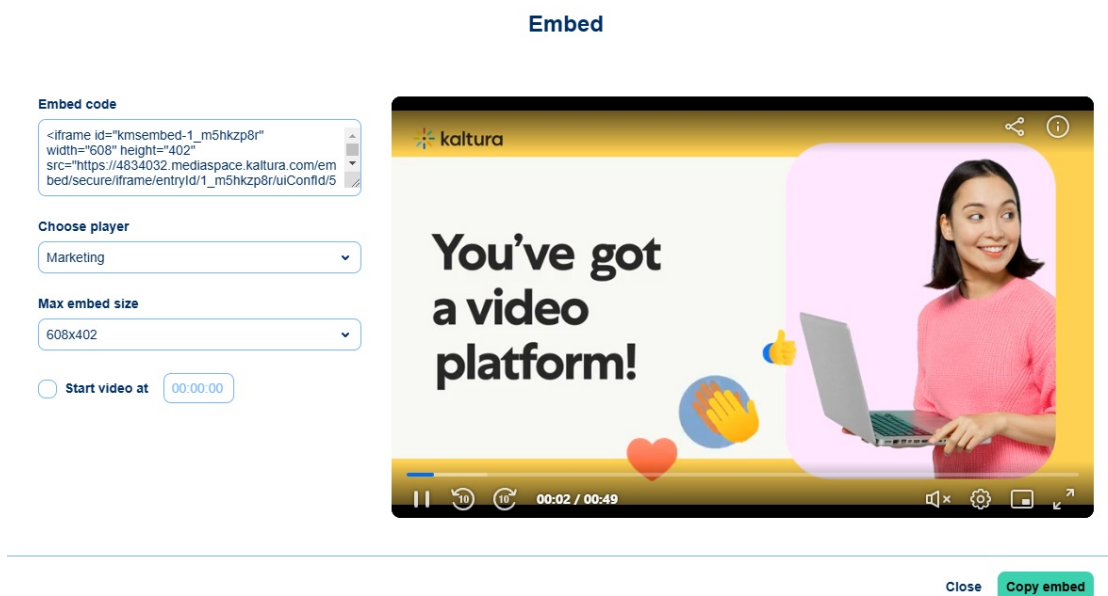 Embed
Embed code
<iframe id="kmsembed-1_m5hkzp8r"
width="608" height="402"
src="https://4834032.mediaspace.kaltura.com/em
bed/secure/iframe/entryId/1_m5hkzp8r/uiConfId/5
Choose player
Marketing
Max embed size
608x402
Start video at 00:00:00
kaltura
You've got
a video
platform!
10 10 00:02 / 00:49
Close Copy embed